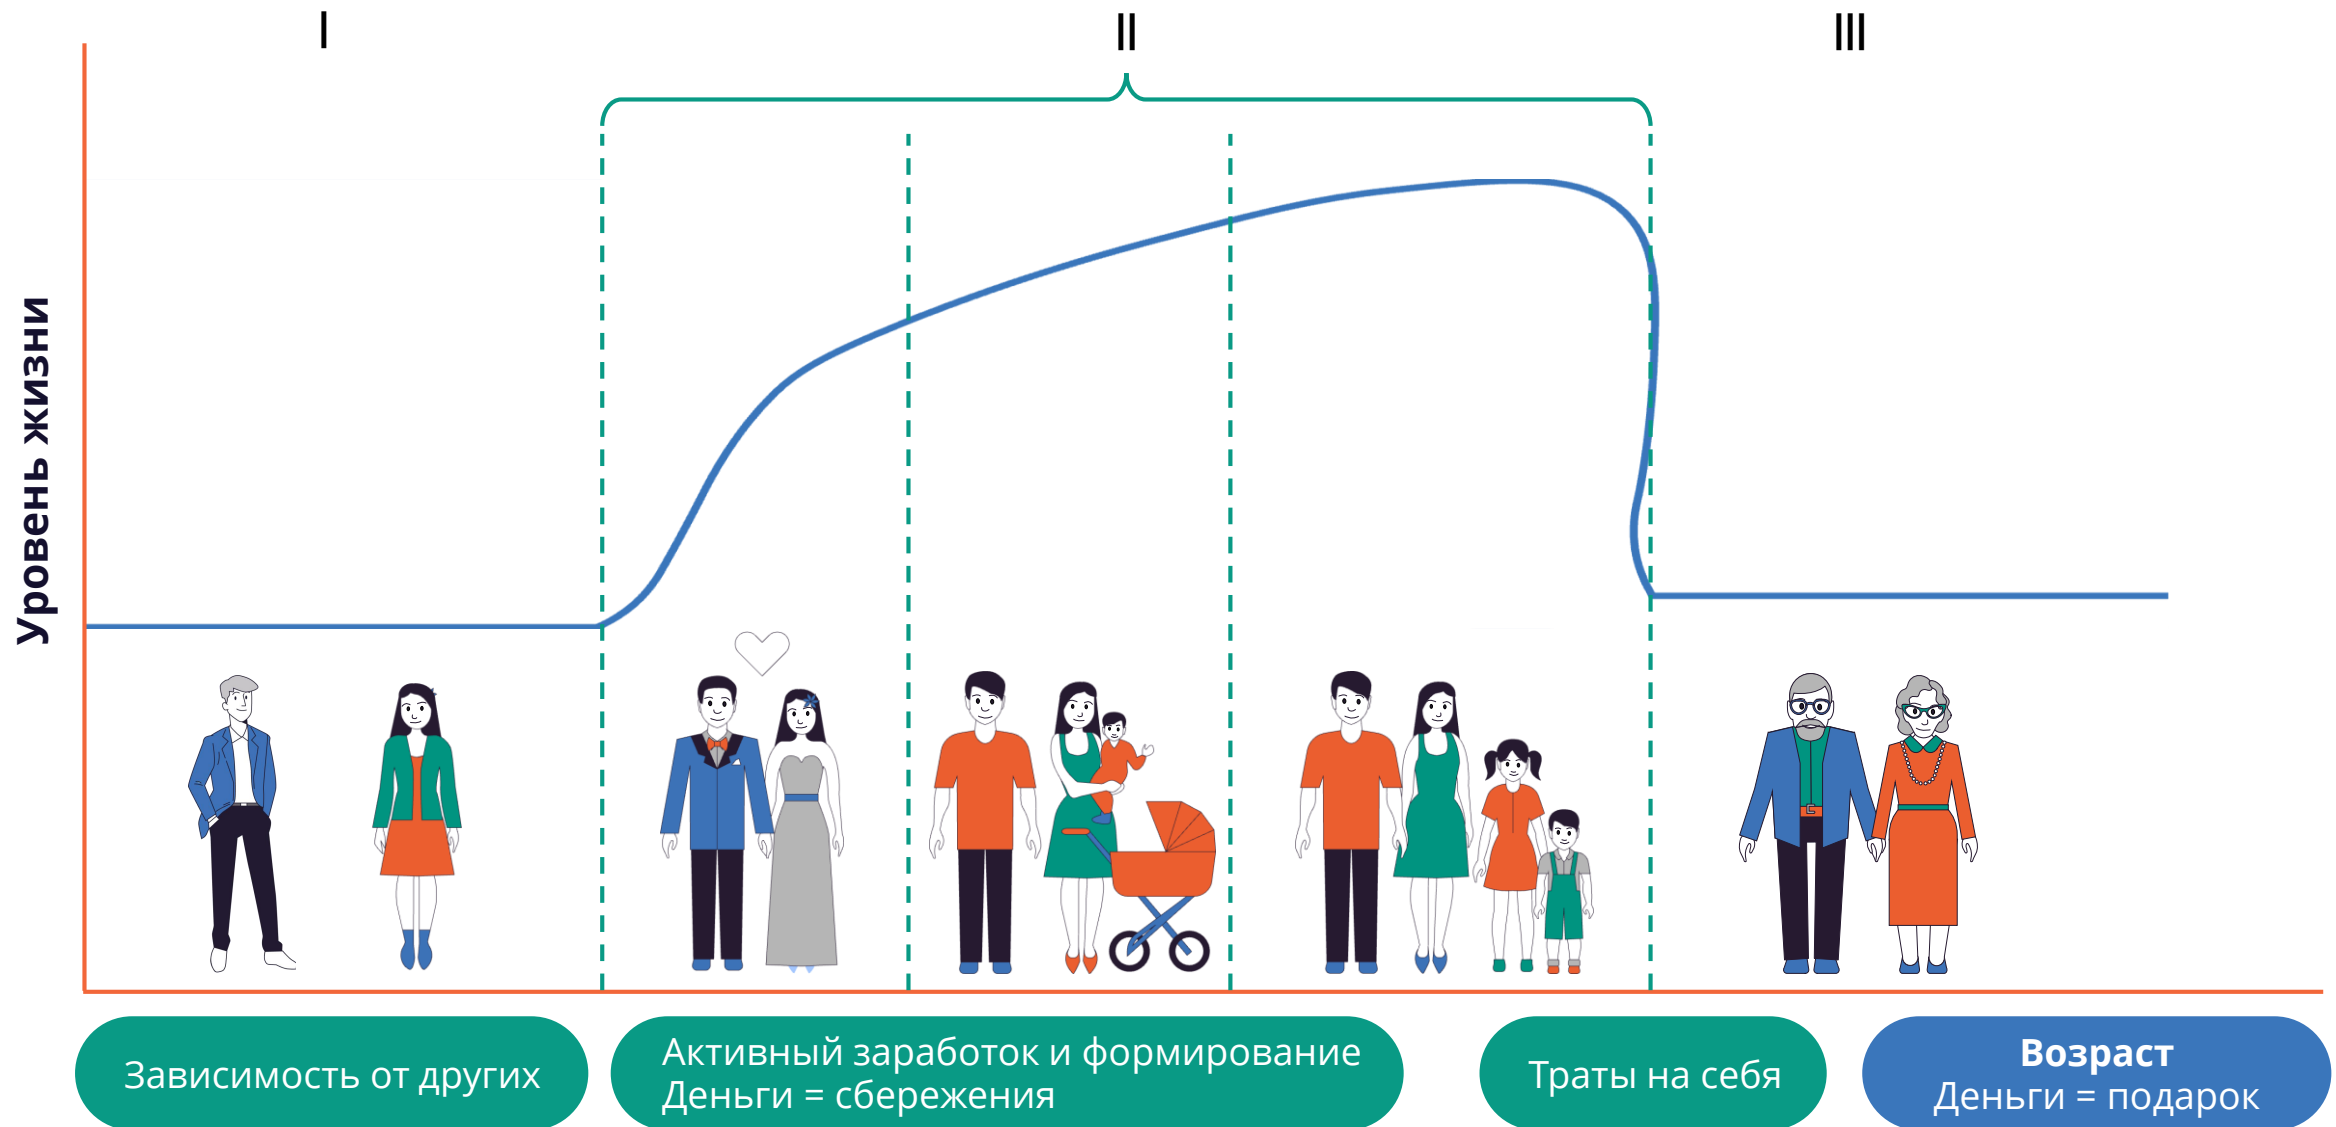 I
II
III
Уровень жизни
Зависимость от других
Активный заработок и формирование
Деньги = сбережения
Траты на себя
Возраст
Деньги = подарок